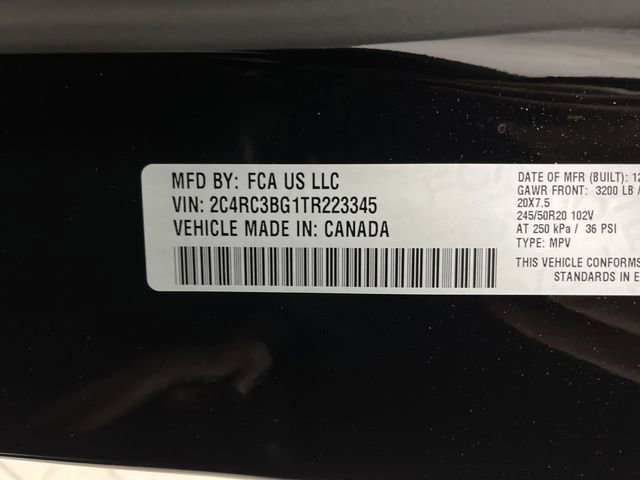 MFD BY: FCA US LLC
VIN: 2C4RC3BG1TR223345
VEHICLE MADE IN: CANADA
DATE OF MFR (BUILT): 12
GAWR FRONT: 3200 LB /
20X7.5
245/50R20 102V
AT 250 kPa / 36 PSI
TYPE: MPV
THIS VEHICLE CONFORMS
STANDARDS IN E